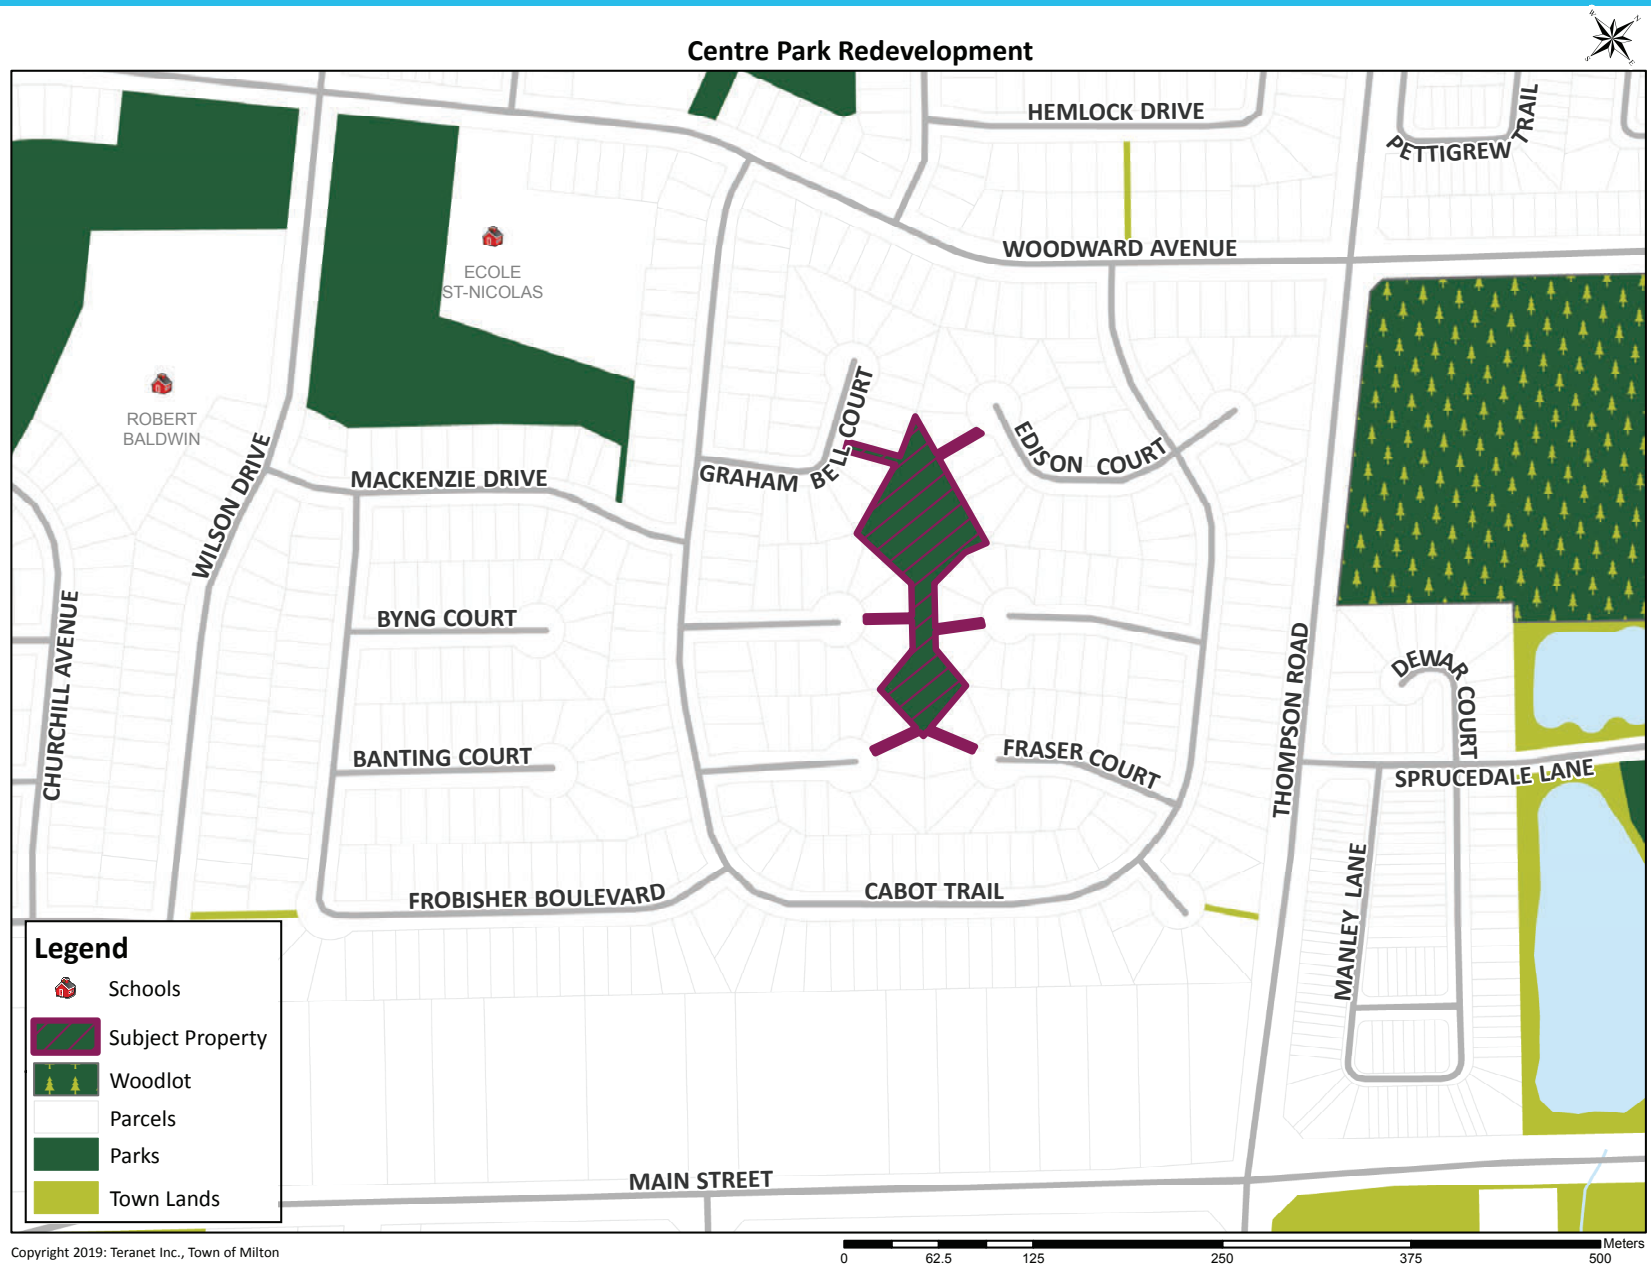 Centre Park Redevelopment
W
N
S
E
HEMLOCK DRIVE
PETTIGREW TRAIL
WOODWARD AVENUE
ECOLE
ST-NICOLAS
ROBERT
BALDWIN
WILSON DRIVE
MACKENZIE DRIVE
GRAHAM BELL COURT
EDISON COURT
CHURCHILL AVENUE
BYNG COURT
BANTING COURT
FRASER COURT
THOMPSON ROAD
DEWAR COURT
SPRUCEDALE LANE
MANLEY LANE
FROBISHER BOULEVARD
CABOT TRAIL
MAIN STREET
Legend
Schools
Subject Property
Woodlot
Parcels
Parks
Town Lands
Copyright 2019: Teranet Inc., Town of Milton
Meters
0 62.5 125 250 375 500